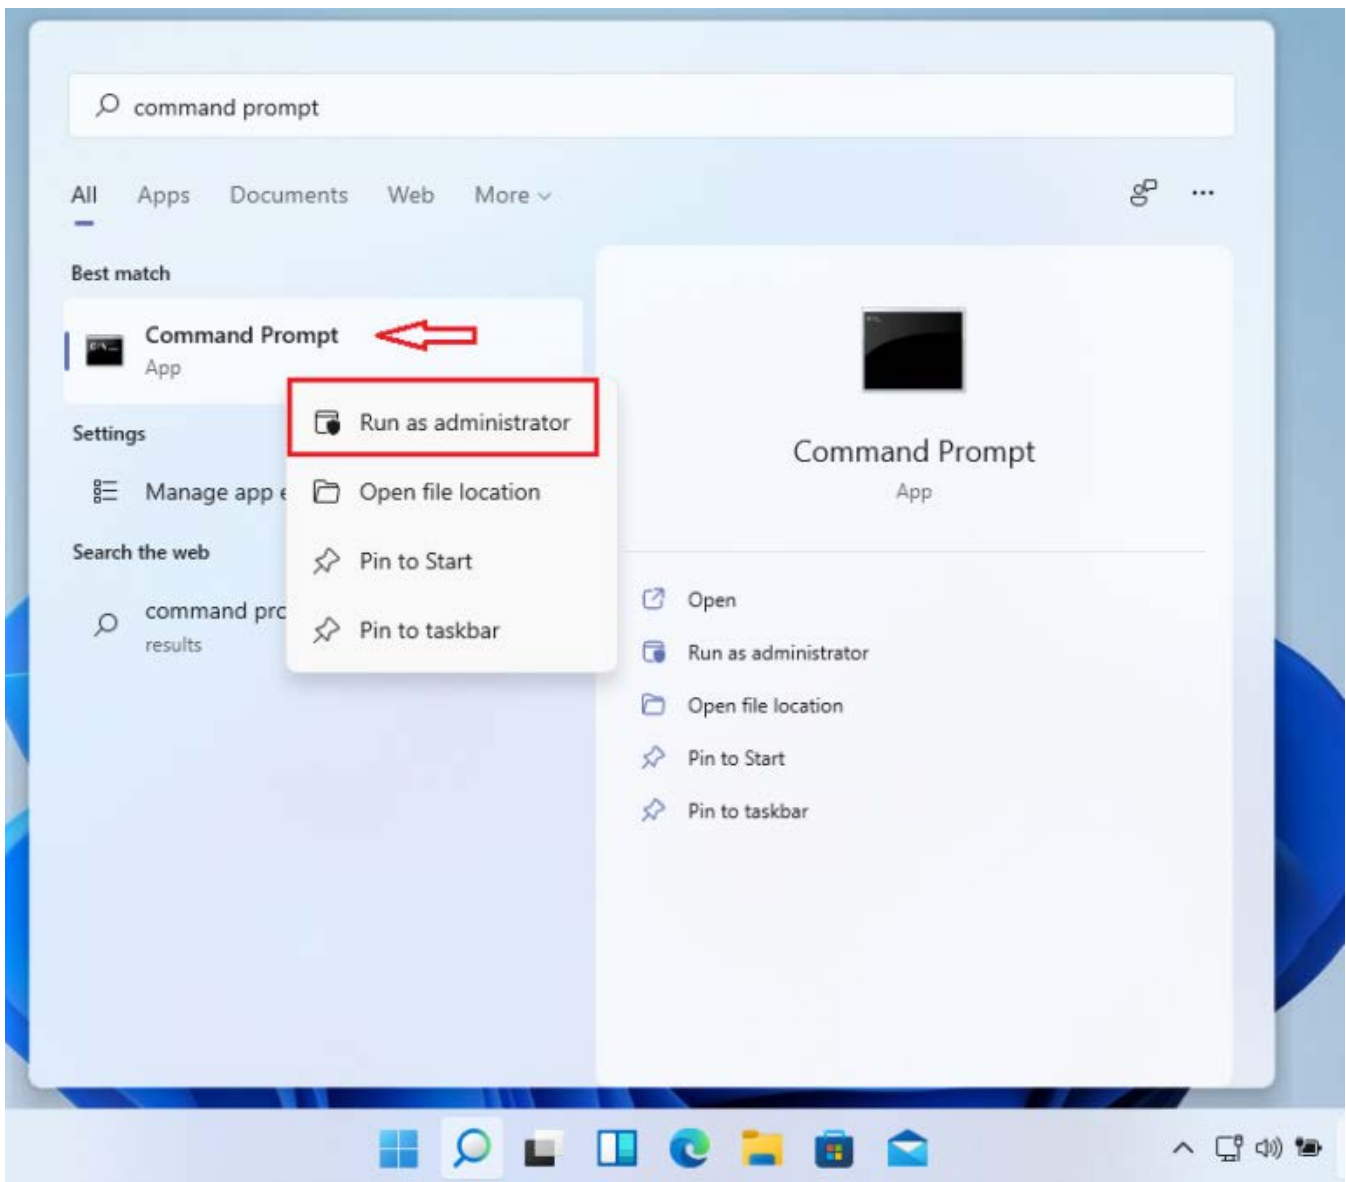 command prompt
All Apps Documents Web More
Best match
Command Prompt
App
Run as administrator
Settings
Manage app
Open file location
Search the web
Pin to Start
command
results
Pin to taskbar
Command Prompt
App
Open
Run as administrator
Open file location
Pin to Start
Pin to taskbar